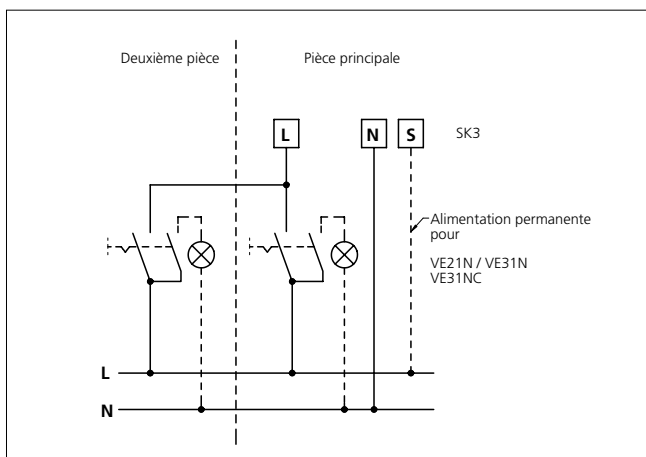 Deuxième pièce
Pièce principale
L
N
S
SK3
Alimentation permanente
pour
VE21N / VE31N
VE31NC
L
N